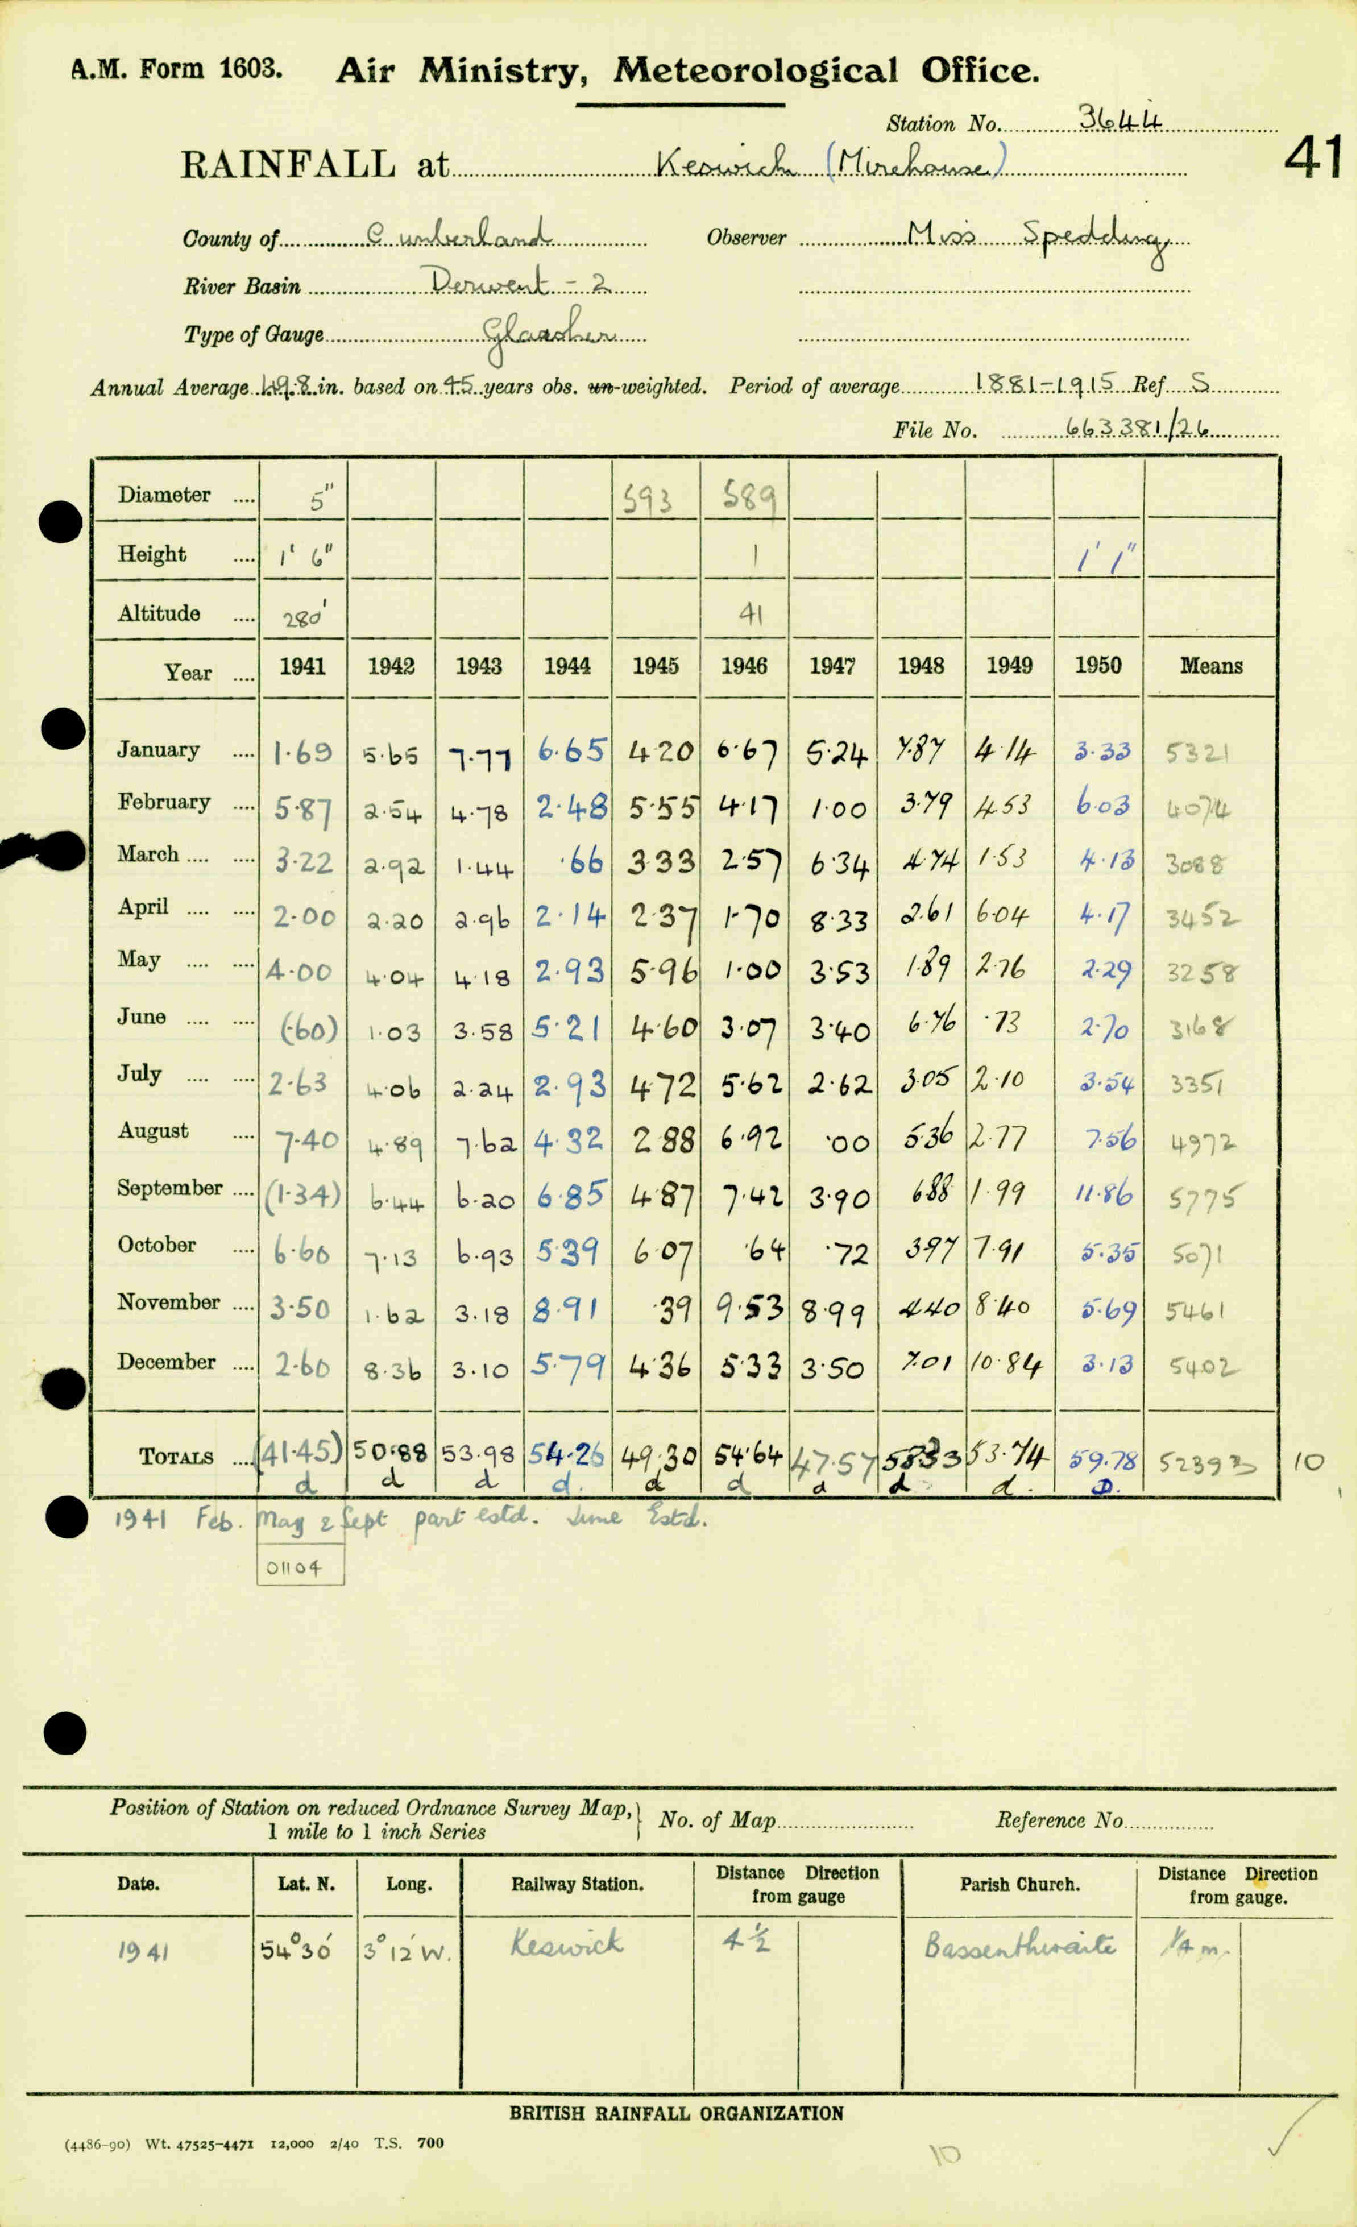 A.M. Form 1603. Air Ministry, Meteorological Office.
Station No. 3644
41
RAINFALL at Keswick (Mirehouse)
County of Cumberland Observer Miss Spedding
River Basin Derwent - 2
Type of Gauge Glaisher
Annual Average 49.8 in. based on 45 years obs. un-weighted. Period of average 1881-1915 Ref S
File No. 663381/26
Diameter .... 5" 593 589
Height .... 1' 6" 1 1' 1"
Altitude .... 280' 41
Year .... 1941 1942 1943 1944 1945 1946 1947 1948 1949 1950 Means
January .... 1.69 5.65 7.77 6.65 4.20 6.67 5.24 7.87 4.14 3.33 5321
February .... 5.87 2.54 4.78 2.48 5.55 4.17 1.00 3.79 4.53 6.03 4074
March .... .... 3.22 2.92 1.44 .66 3.33 2.57 6.34 4.74 1.53 4.13 3088
April .... .... 2.00 2.20 2.96 2.14 2.37 1.70 8.33 2.61 6.04 4.17 3452
May .... .... 4.00 4.04 4.18 2.93 5.96 1.00 3.53 1.89 2.76 2.29 3258
June .... .... (.60) 1.03 3.58 5.21 4.60 3.07 3.40 6.76 .73 2.70 3168
July .... .... 2.63 4.06 2.24 2.93 4.72 5.62 2.62 3.05 2.10 3.54 3351
August .... 7.40 4.89 7.62 4.32 2.88 6.92 .00 5.36 2.77 7.56 4972
September .... (1.34) 6.44 6.20 6.85 4.87 7.42 3.90 6.88 1.99 11.86 5775
October .... 6.60 7.13 6.93 5.39 6.07 .64 .72 3.97 7.91 5.35 5071
November .... 3.50 1.62 3.18 8.91 .39 9.53 8.99 4.40 8.40 5.69 5461
December .... 2.60 8.36 3.10 5.79 4.36 5.33 3.50 7.01 10.84 3.13 5402
TOTALS .... (41.45) 50.88 53.98 54.26 49.30 54.64 47.57 58.33 53.74 59.78 52393 10
d d d d. d d d d d. D.
1941 Feb. May & Sept part estd. June Estd.
01104
Position of Station on reduced Ordnance Survey Map, 1 mile to 1 inch Series } No. of Map Reference No
Date. Lat. N. Long. Railway Station. Distance Direction from gauge Parish Church. Distance Direction from gauge.
1941 54°36' 3°12'W. Keswick 4½ Bassenthwaite ¼ m.
BRITISH RAINFALL ORGANIZATION
(4486-90) Wt. 47525-4471 12,000 2/40 T.S. 700
10